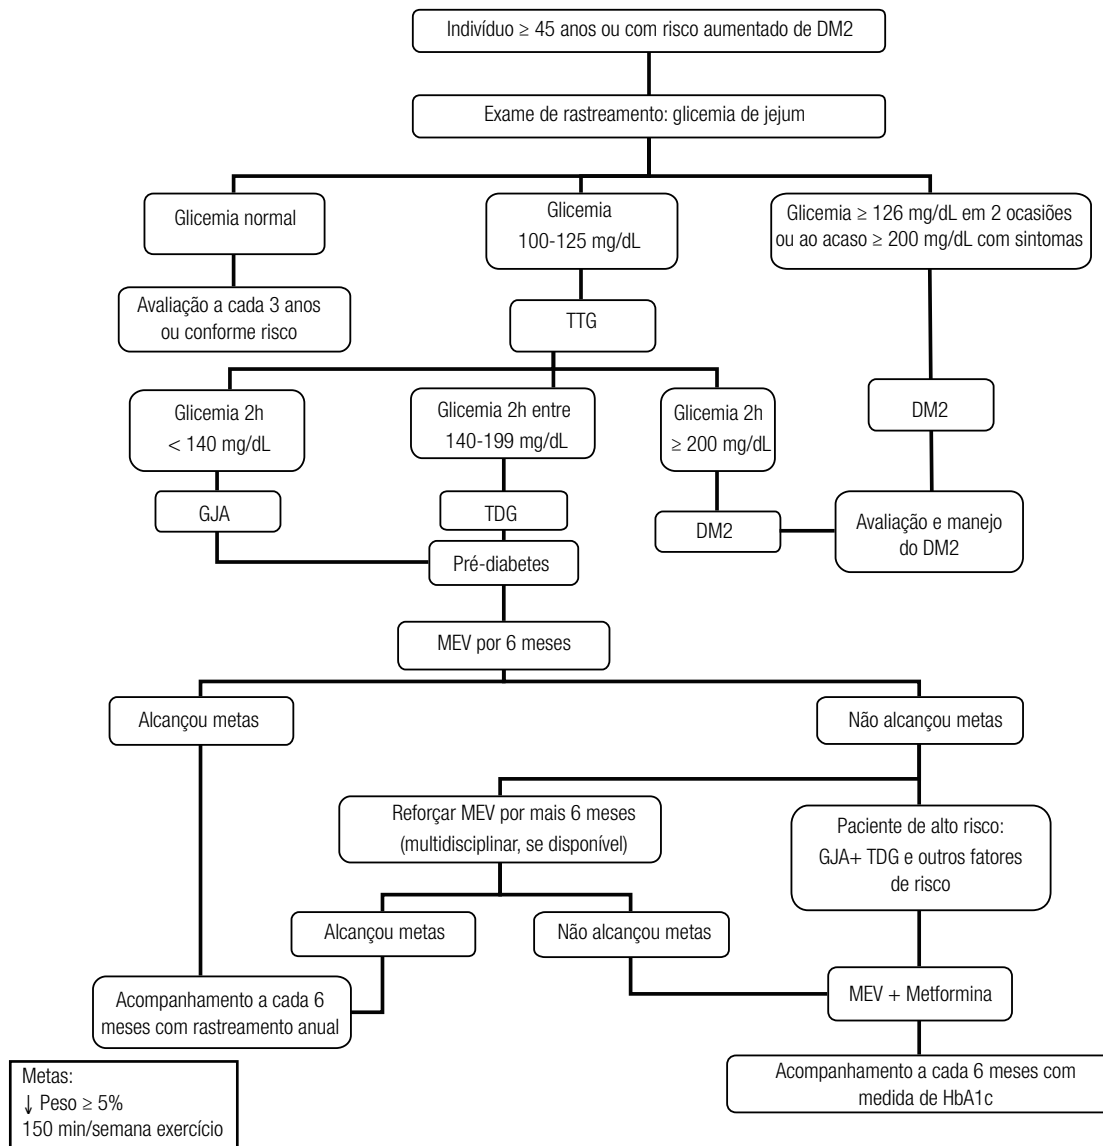 Indivíduo ≥ 45 anos ou com risco aumentado de DM2
Exame de rastreamento: glicemia de jejum
Glicemia normal
Glicemia
100-125 mg/dL
Glicemia ≥ 126 mg/dL em 2 ocasiões
ou ao acaso ≥ 200 mg/dL com sintomas
Avaliação a cada 3 anos
ou conforme risco
TTG
Glicemia 2h
< 140 mg/dL
Glicemia 2h entre
140-199 mg/dL
Glicemia 2h
≥ 200 mg/dL
DM2
GJA
TDG
DM2
Avaliação e manejo
do DM2
Pré-diabetes
MEV por 6 meses
Alcançou metas
Não alcançou metas
Reforçar MEV por mais 6 meses
(multidisciplinar, se disponível)
Paciente de alto risco:
GJA+ TDG e outros fatores
de risco
Alcançou metas
Não alcançou metas
MEV + Metformina
Acompanhamento a cada 6
meses com rastreamento anual
Acompanhamento a cada 6 meses com
medida de HbA1c
Metas:
↓ Peso ≥ 5%
150 min/semana exercício